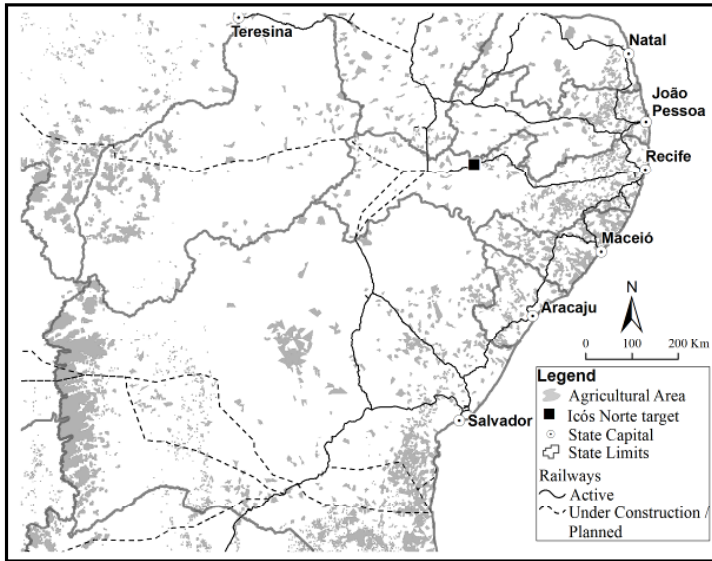 Teresina
Natal
João
Pessoa
Recife
Maceió
Aracaju
N
0 100 200 Km
Salvador
Legend
Agricultural Area
Icós Norte target
State Capital
State Limits
Railways
Active
Under Construction /
Planned